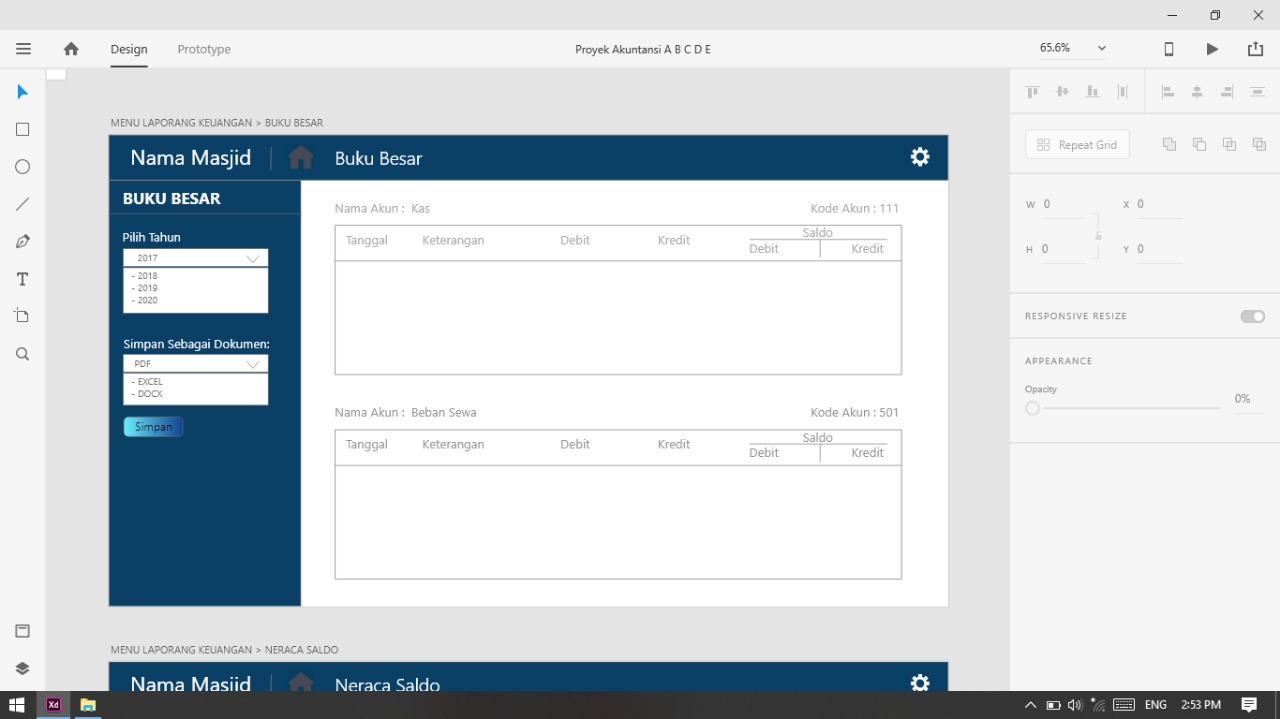 Design Prototype Proyek Akuntansi A B C D E 65.6%
MENU LAPORANG KEUANGAN > BUKU BESAR
Nama Masjid Buku Besar
BUKU BESAR
Pilih Tahun
2017
- 2018
- 2019
- 2020
Simpan Sebagai Dokumen:
PDF
- EXCEL
- DOCX
Simpan
Nama Akun : Kas Kode Akun : 111
Tanggal Keterangan Debit Kredit Saldo
Debit Kredit
Nama Akun : Beban Sewa Kode Akun : 501
Tanggal Keterangan Debit Kredit Saldo
Debit Kredit
MENU LAPORANG KEUANGAN > NERACA SALDO
Nama Masjid Neraca Saldo
Repeat Grid
W 0 X 0
H 0 Y 0
RESPONSIVE RESIZE
APPEARANCE
Opacity
0%
Xd ENG 2:53 PM